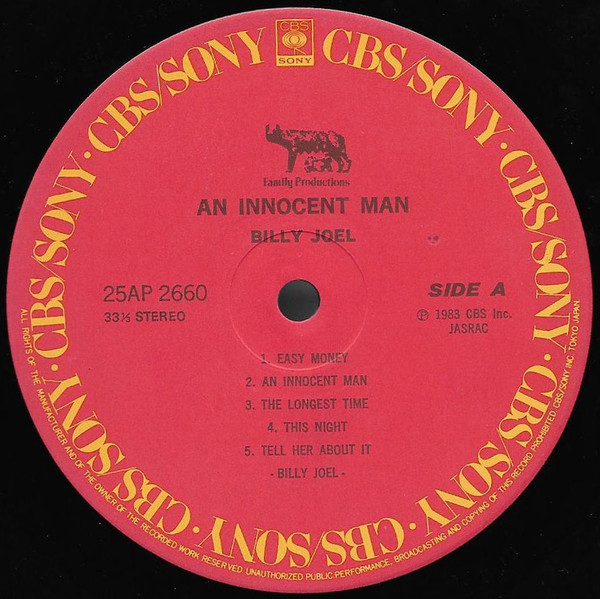 CBS
SONY
CBS/SONY · CBS/SONY · CBS/SONY · CBS/SONY · CBS/SONY · CBS/SONY · CBS/SONY · CBS/SONY
Family Productions
AN INNOCENT MAN
BILLY JOEL
25AP 2660
33⅓ STEREO
SIDE A
Ⓟ 1983 CBS Inc.
JASRAC
1. EASY MONEY
2. AN INNOCENT MAN
3. THE LONGEST TIME
4. THIS NIGHT
5. TELL HER ABOUT IT
- BILLY JOEL -
ALL RIGHTS OF THE MANUFACTURER AND OF THE OWNER OF THE RECORDED WORK RESERVED UNAUTHORIZED PUBLIC PERFORMANCE, BROADCASTING AND COPYING OF THIS RECORD PROHIBITED CBS/SONY INC. TOKYO JAPAN